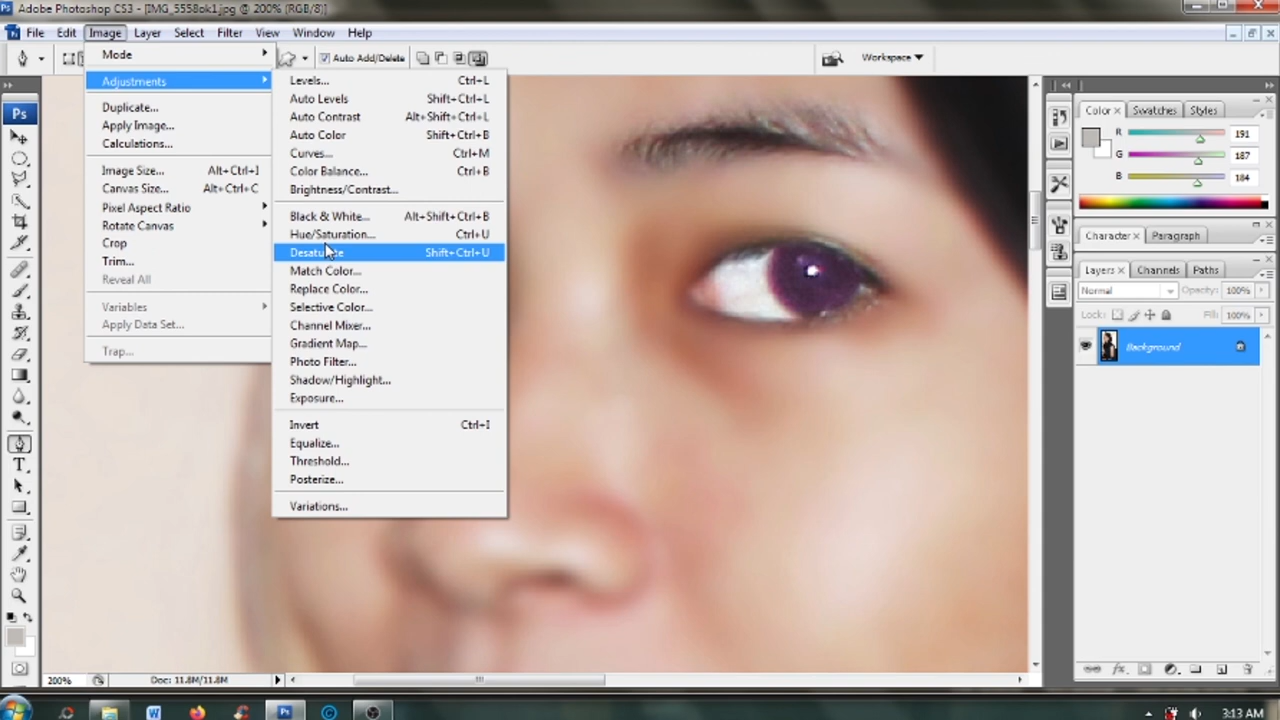 Adobe Photoshop CS3 - [IMG_5558ok1.jpg @ 200% (RGB/8)]
File Edit Image Layer Select Filter View Window Help
Auto Add/Delete
Workspace
Mode
Adjustments
Duplicate...
Apply Image...
Calculations...
Image Size... Alt+Ctrl+I
Canvas Size... Alt+Ctrl+C
Pixel Aspect Ratio
Rotate Canvas
Crop
Trim...
Reveal All
Variables
Apply Data Set...
Trap...
Levels... Ctrl+L
Auto Levels Shift+Ctrl+L
Auto Contrast Alt+Shift+Ctrl+L
Auto Color Shift+Ctrl+B
Curves... Ctrl+M
Color Balance... Ctrl+B
Brightness/Contrast...
Black & White... Alt+Shift+Ctrl+B
Hue/Saturation... Ctrl+U
Desaturate Shift+Ctrl+U
Match Color...
Replace Color...
Selective Color...
Channel Mixer...
Gradient Map...
Photo Filter...
Shadow/Highlight...
Exposure...
Invert Ctrl+I
Equalize...
Threshold...
Posterize...
Variations...
Ps
T
Color Swatches Styles
R 191
G 187
B 184
Character Paragraph
Layers Channels Paths
Normal Opacity: 100%
Lock: Fill: 100%
Background
200% Doc: 11.8M/11.8M
3:13 AM